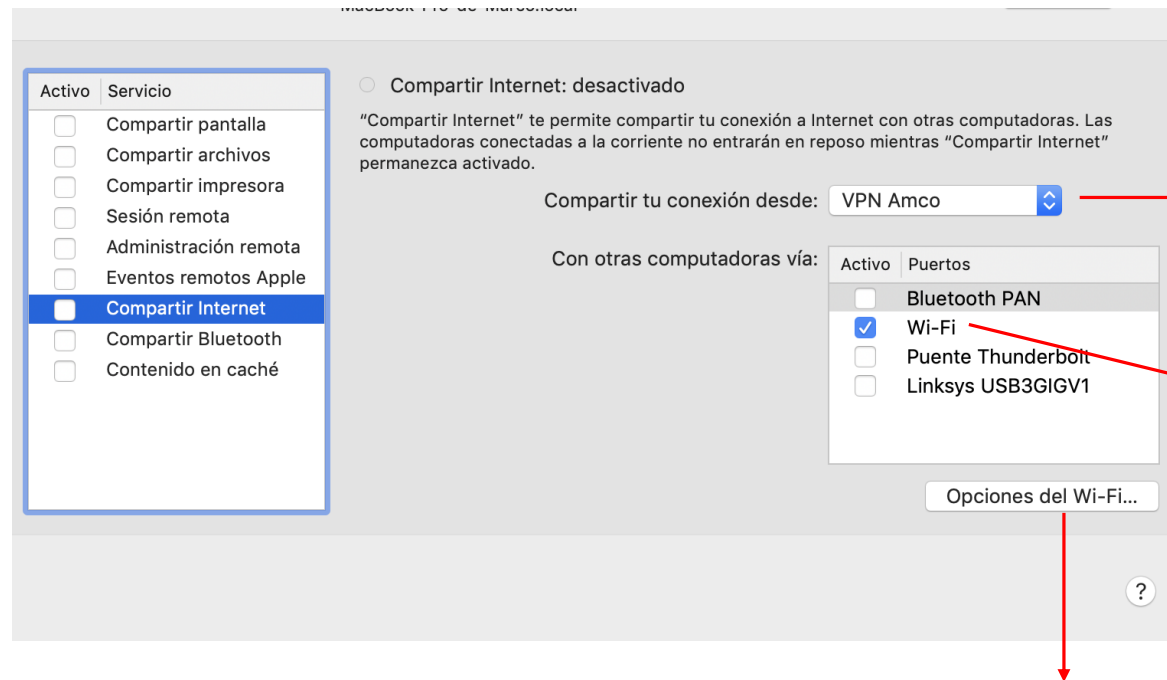 Activo Servicio
Compartir pantalla
Compartir archivos
Compartir impresora
Sesión remota
Administración remota
Eventos remotos Apple
Compartir Internet
Compartir Bluetooth
Contenido en caché
Compartir Internet: desactivado
“Compartir Internet” te permite compartir tu conexión a Internet con otras computadoras. Las
computadoras conectadas a la corriente no entrarán en reposo mientras “Compartir Internet”
permanezca activado.
Compartir tu conexión desde: VPN Amco
Con otras computadoras vía:
Activo Puertos
Bluetooth PAN
Wi-Fi
Puente Thunderbolt
Linksys USB3GIGV1
Opciones del Wi-Fi...
?